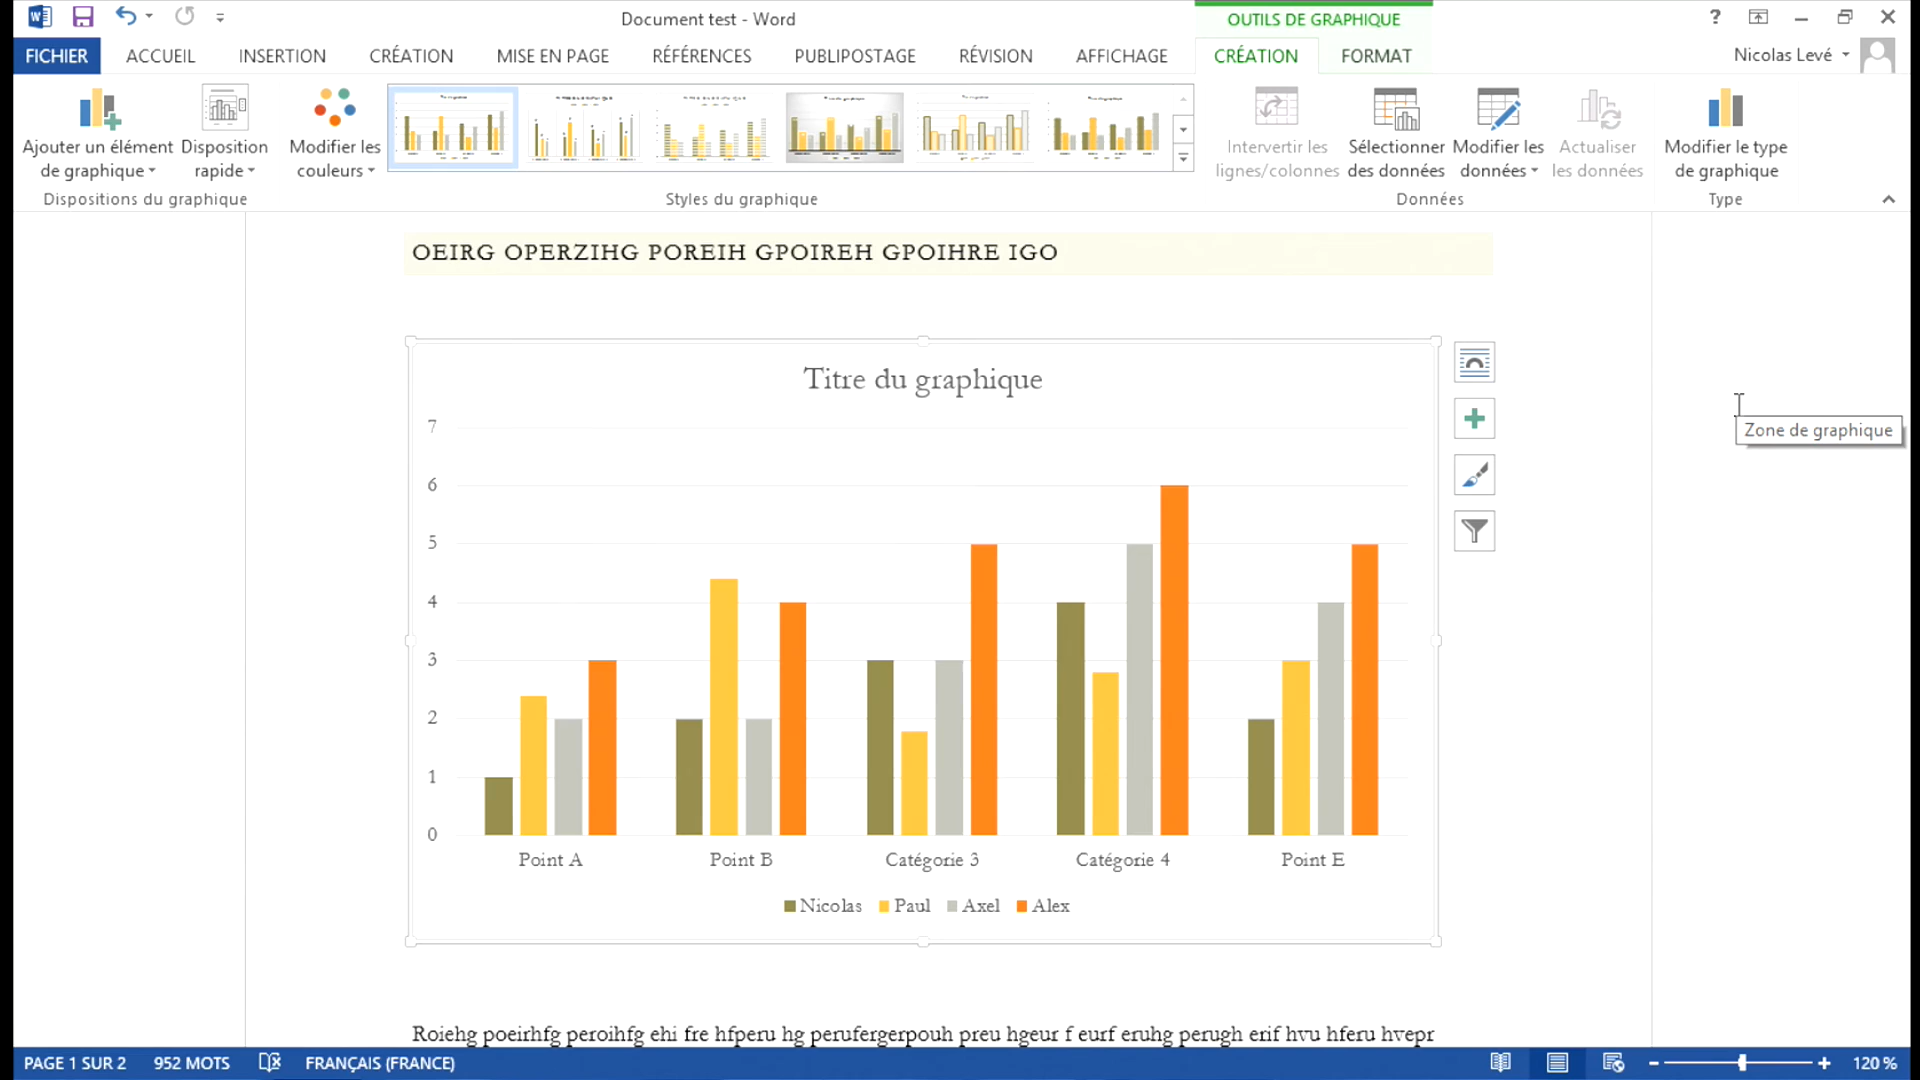 Document test - Word
OUTILS DE GRAPHIQUE
?
FICHIER ACCUEIL INSERTION CRÉATION MISE EN PAGE RÉFÉRENCES PUBLIPOSTAGE RÉVISION AFFICHAGE CRÉATION FORMAT Nicolas Levé
Ajouter un élément de graphique
Disposition rapide
Modifier les couleurs
Intervertir les lignes/colonnes
Sélectionner des données
Modifier les données
Actualiser les données
Modifier le type de graphique
Dispositions du graphique Styles du graphique Données Type
OEIRG OPERZIHG POREIH GPOIREH GPOIHRE IGO
Titre du graphique
7
6
5
4
3
2
1
0
Point A Point B Catégorie 3 Catégorie 4 Point E
Nicolas Paul Axel Alex
Zone de graphique
Roiehg poeirhfg peroihfg ehi fre hfperu hg perufergerpouh preu hgeur f eurf eruhg perugh erif hvu hferu hvepr
PAGE 1 SUR 2 952 MOTS FRANÇAIS (FRANCE) 120 %